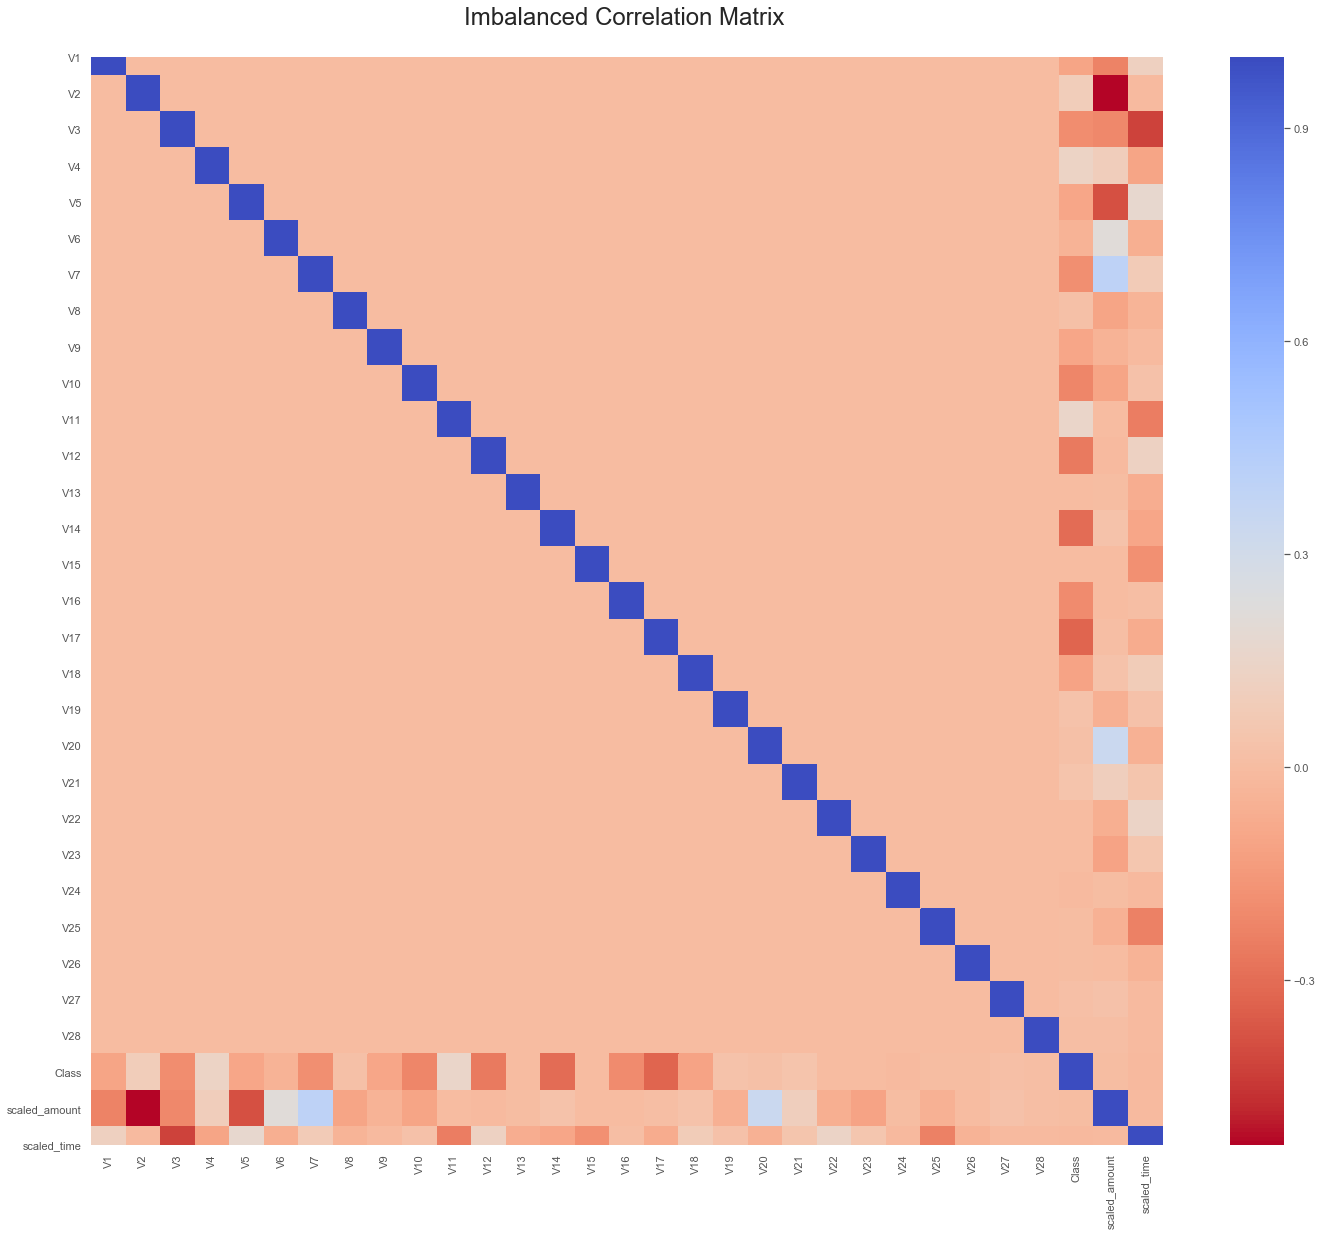 Imbalanced Correlation Matrix
V1
V2
V3
V4
V5
V6
V7
V8
V9
V10
V11
V12
V13
V14
V15
V16
V17
V18
V19
V20
V21
V22
V23
V24
V25
V26
V27
V28
Class
scaled_amount
scaled_time
V1
V2
V3
V4
V5
V6
V7
V8
V9
V10
V11
V12
V13
V14
V15
V16
V17
V18
V19
V20
V21
V22
V23
V24
V25
V26
V27
V28
Class
scaled_amount
scaled_time
0.9
0.6
0.3
0.0
−0.3